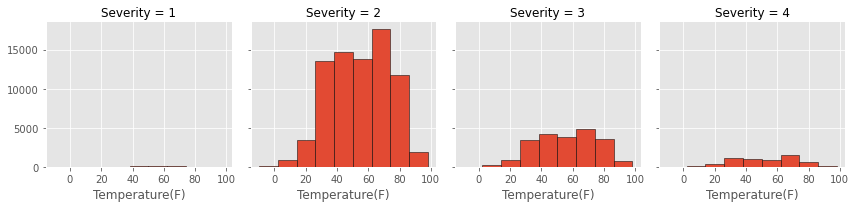 Severity = 1 Severity = 2 Severity = 3 Severity = 4
15000
10000
5000
0
0 20 40 60 80 100 0 20 40 60 80 100 0 20 40 60 80 100 0 20 40 60 80 100
Temperature(F) Temperature(F) Temperature(F) Temperature(F)